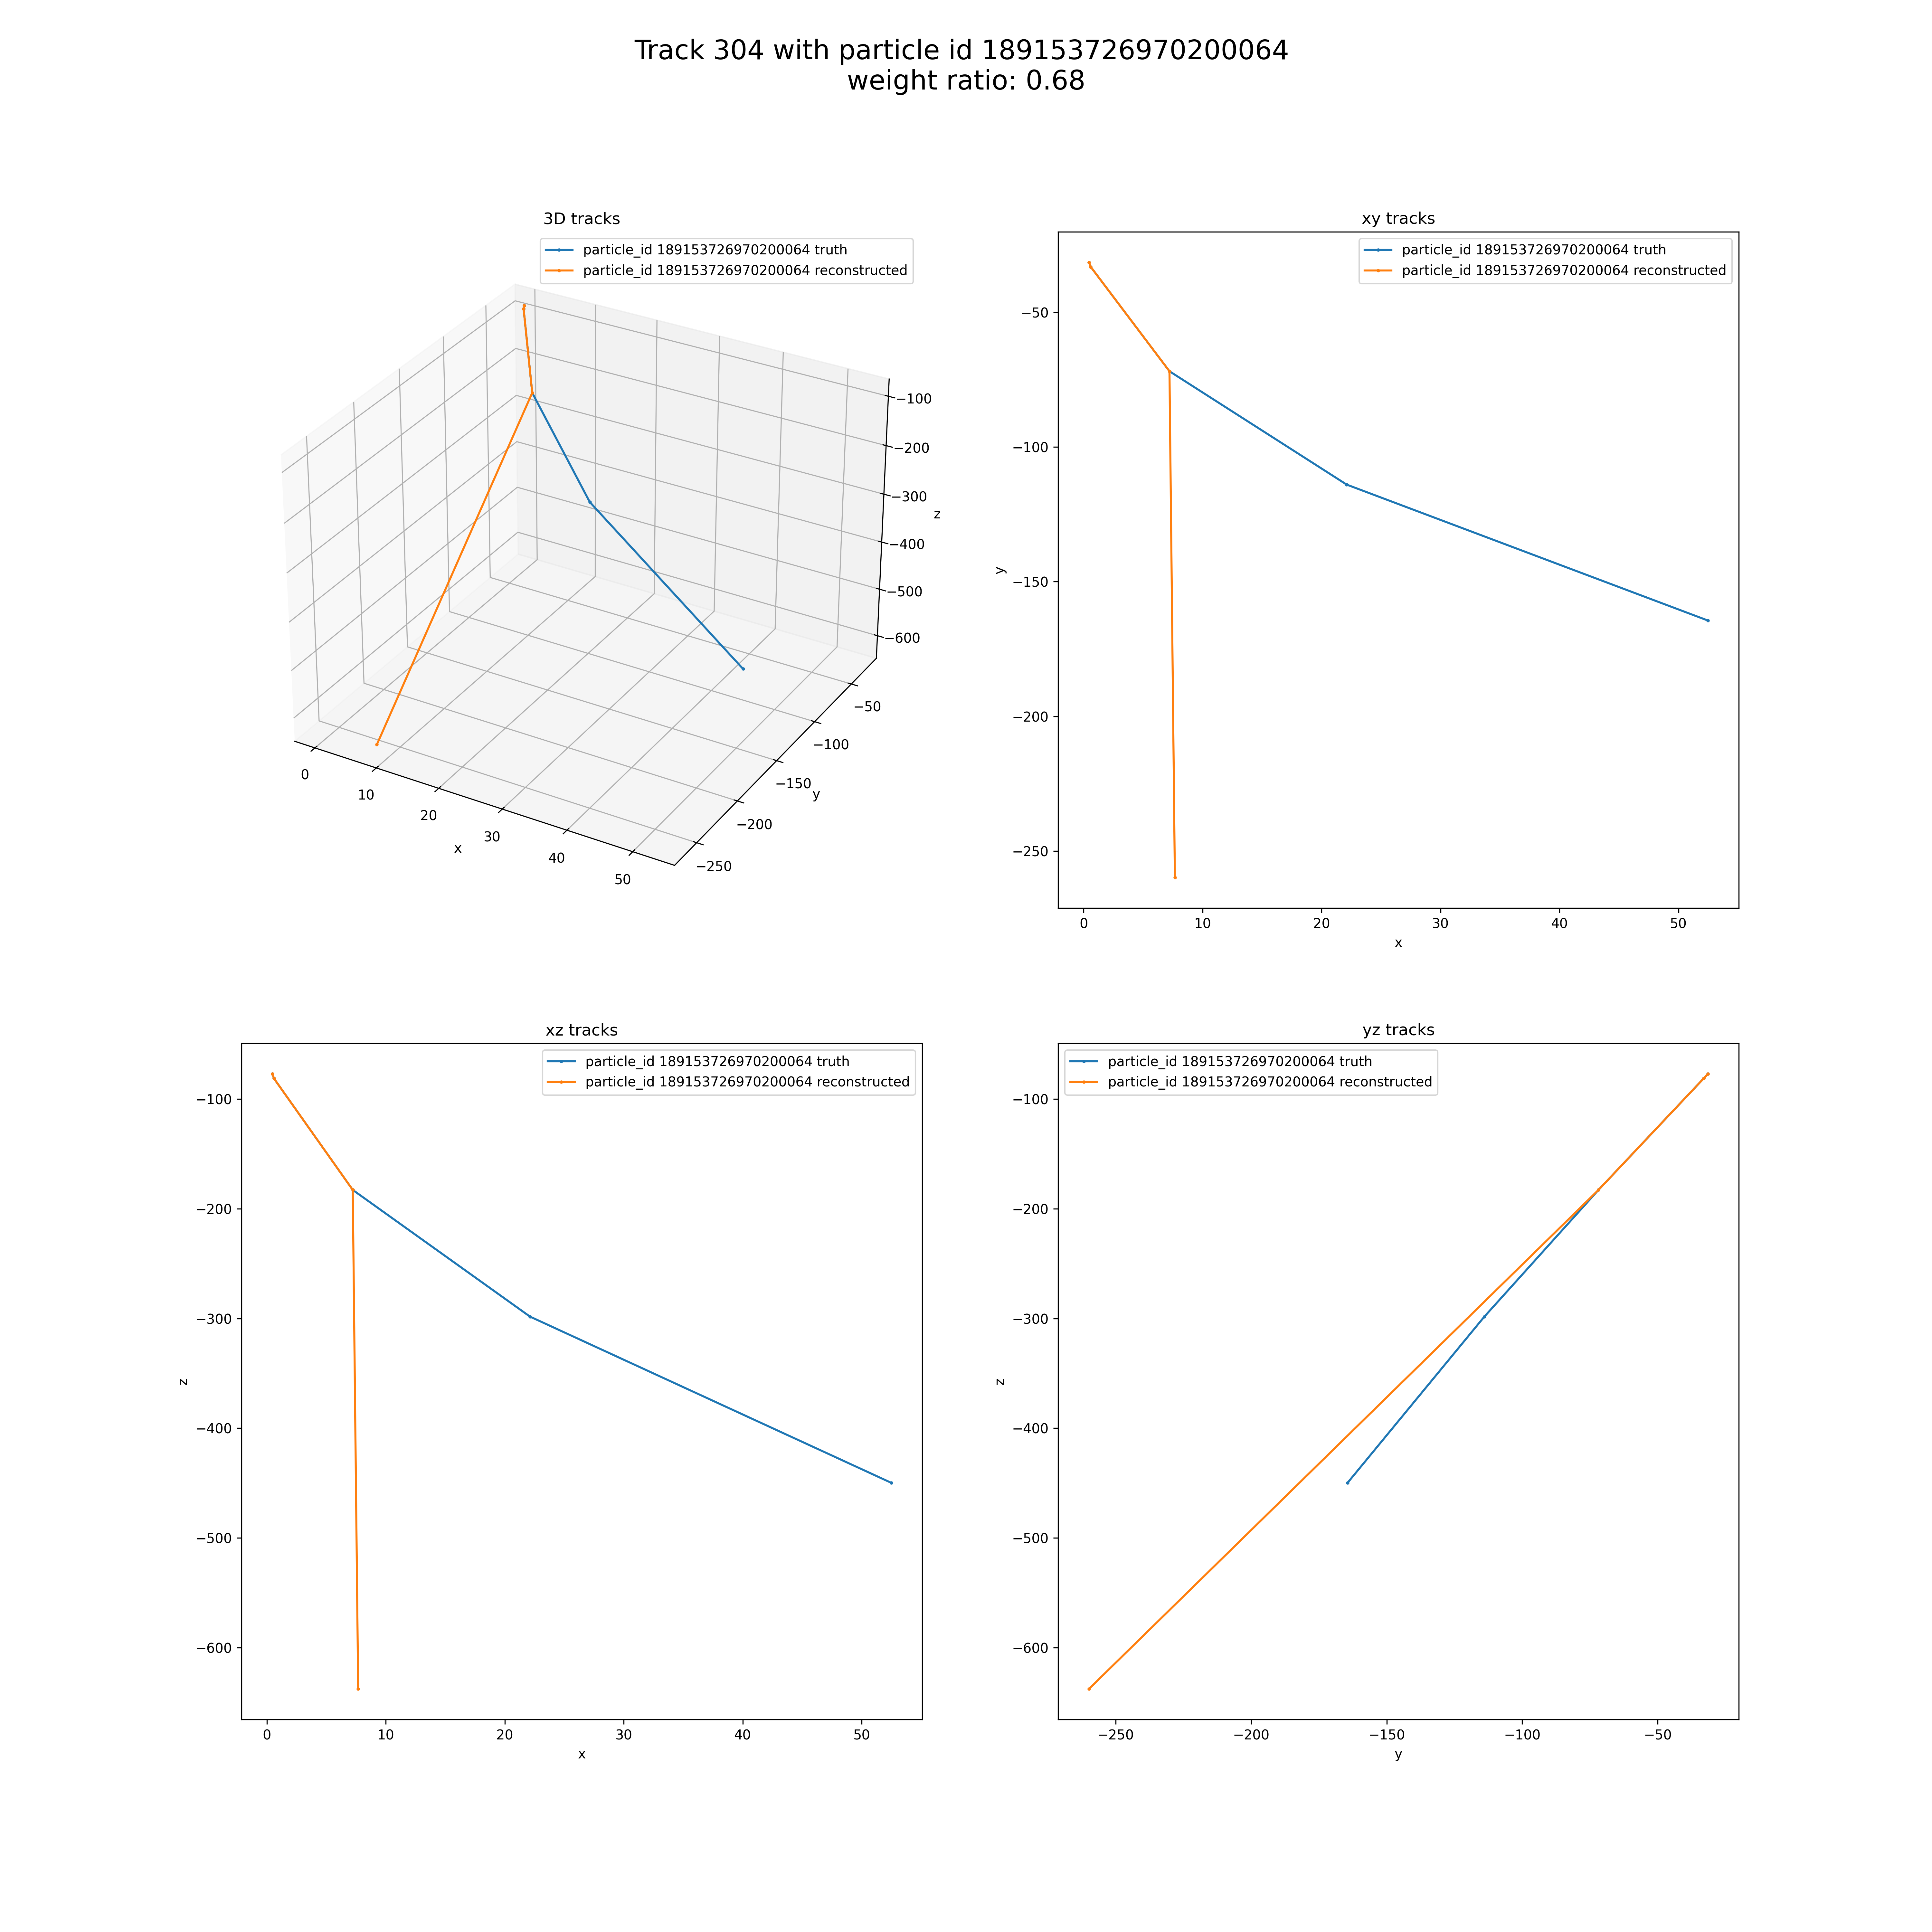 Track 304 with particle id 189153726970200064
weight ratio: 0.68
3D tracks
particle_id 189153726970200064 truth
particle_id 189153726970200064 reconstructed
−100
−200
−300
−400
−500
−600
z
0
10
20
30
40
50
x
−250
−200
−150
−100
−50
y
xy tracks
particle_id 189153726970200064 truth
particle_id 189153726970200064 reconstructed
−50
−100
−150
−200
−250
y
0 10 20 30 40 50
x
xz tracks
particle_id 189153726970200064 truth
particle_id 189153726970200064 reconstructed
−100
−200
−300
−400
−500
−600
z
0 10 20 30 40 50
x
yz tracks
particle_id 189153726970200064 truth
particle_id 189153726970200064 reconstructed
−100
−200
−300
−400
−500
−600
z
−250 −200 −150 −100 −50
y